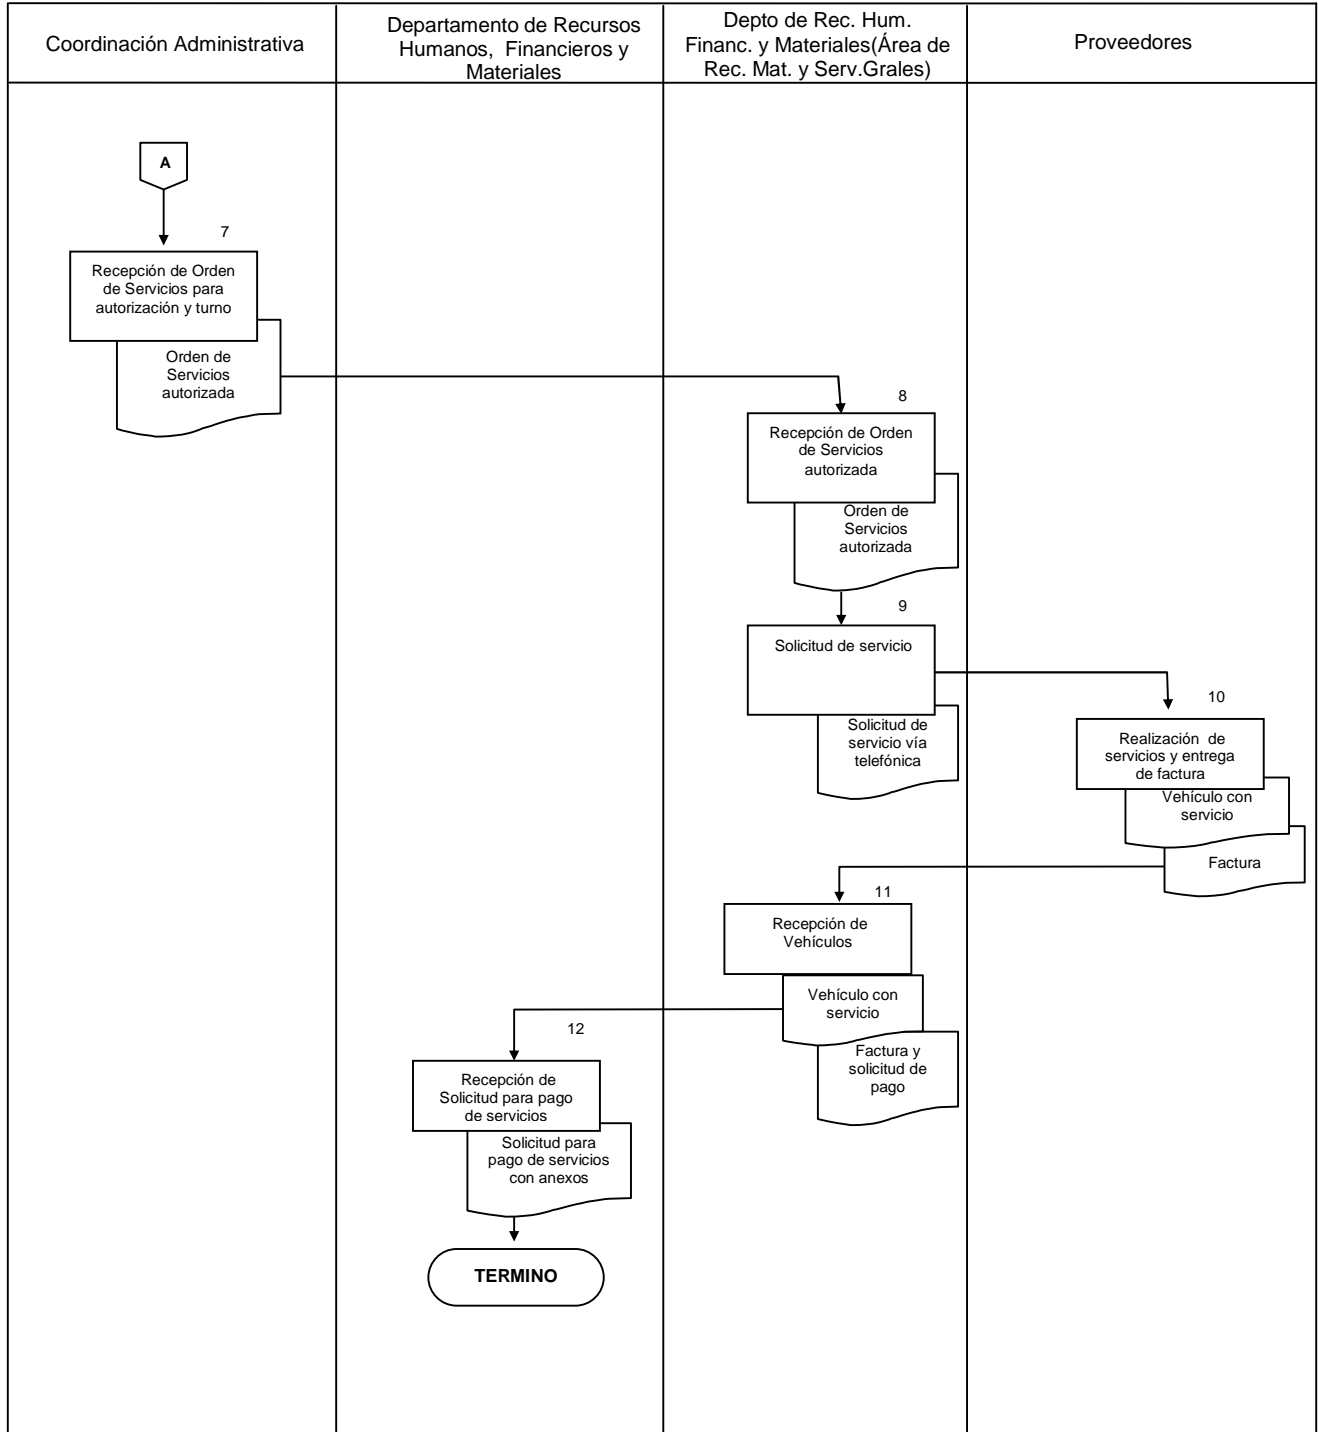 Coordinación Administrativa
Departamento de Recursos
Humanos, Financieros y
Materiales
Depto de Rec. Hum.
Financ. y Materiales(Área de
Rec. Mat. y Serv.Grales)
Proveedores
A
7
Recepción de Orden
de Servicios para
autorización y turno
Orden de
Servicios
autorizada
8
Recepción de Orden
de Servicios
autorizada
Orden de
Servicios
autorizada
9
Solicitud de servicio
Solicitud de
servicio vía
telefónica
10
Realización de
servicios y entrega
de factura
Vehículo con
servicio
Factura
11
Recepción de
Vehículos
Vehículo con
servicio
Factura y
solicitud de
pago
12
Recepción de
Solicitud para pago
de servicios
Solicitud para
pago de servicios
con anexos
TERMINO